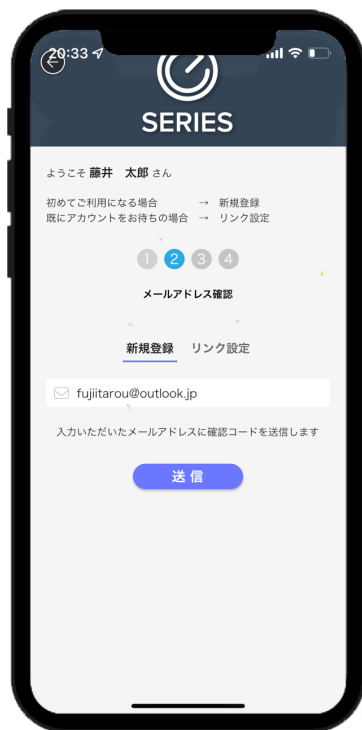 20:33
SERIES
ようこそ 藤井　太郎 さん
初めてご利用になる場合　→　新規登録
既にアカウントをお待ちの場合　→　リンク設定
1 2 3 4
メールアドレス確認
新規登録　リンク設定
fujiitarou@outlook.jp
入力いただいたメールアドレスに確認コードを送信します
送 信